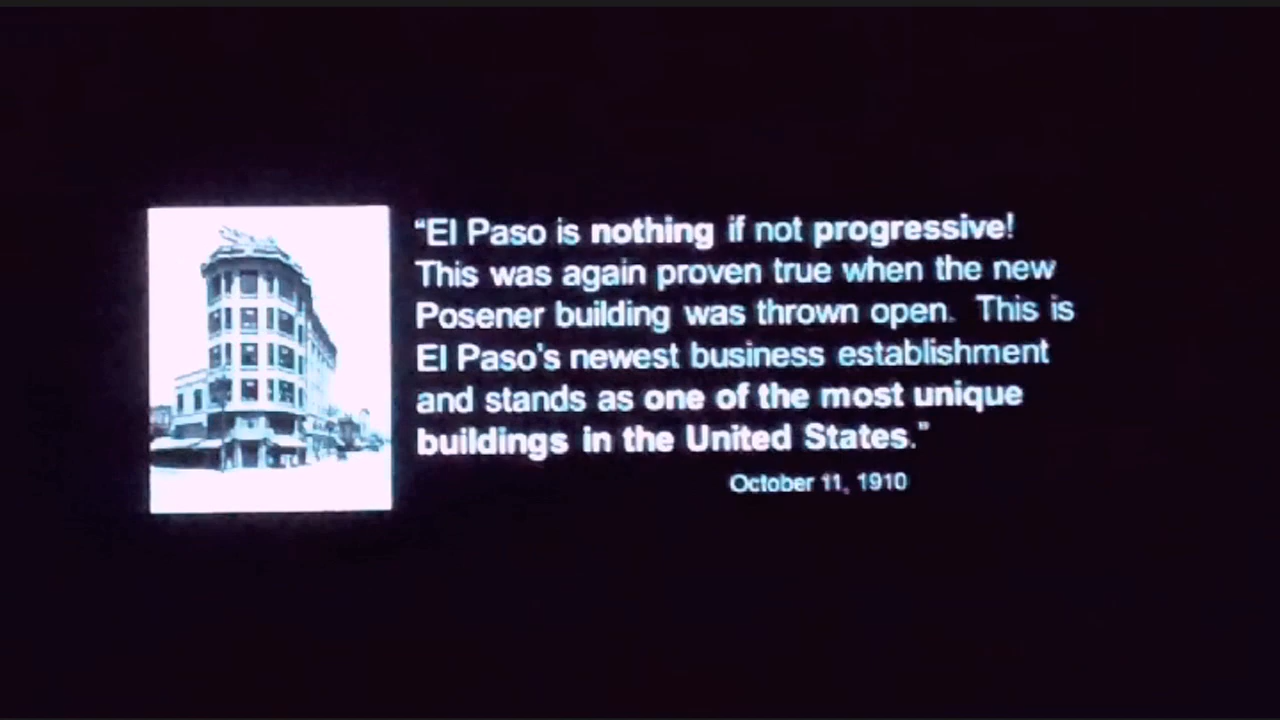 “El Paso is nothing if not progressive!
This was again proven true when the new
Posener building was thrown open. This is
El Paso's newest business establishment
and stands as one of the most unique
buildings in the United States.”
October 11, 1910